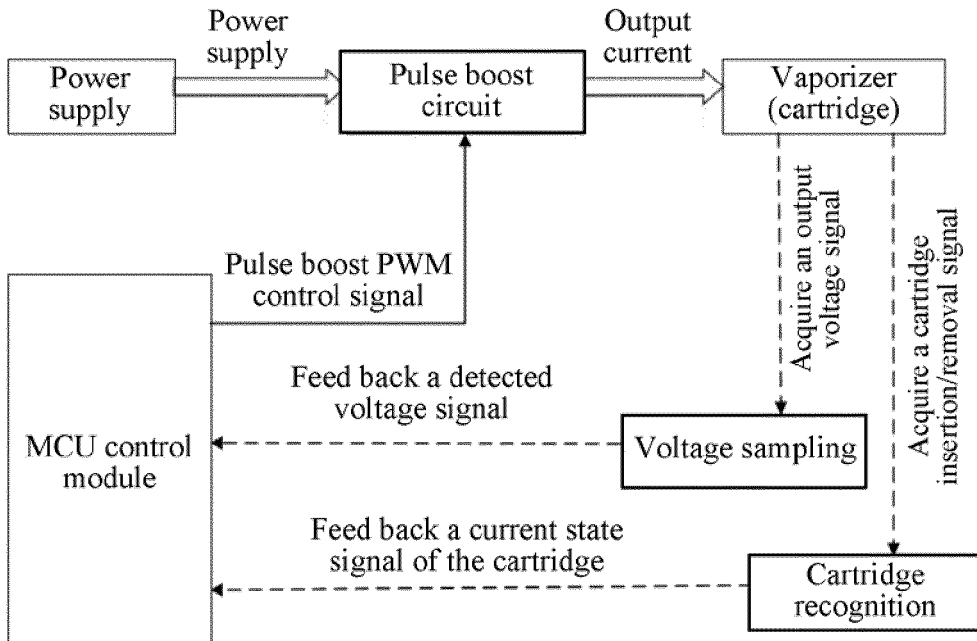 Power
supply
Power
supply
Pulse boost
circuit
Output
current
Vaporizer
(cartridge)
Pulse boost PWM
control signal
Acquire an output
voltage signal
Acquire a cartridge
insertion/removal signal
MCU control
module
Feed back a detected
voltage signal
Voltage sampling
Feed back a current state
signal of the cartridge
Cartridge
recognition